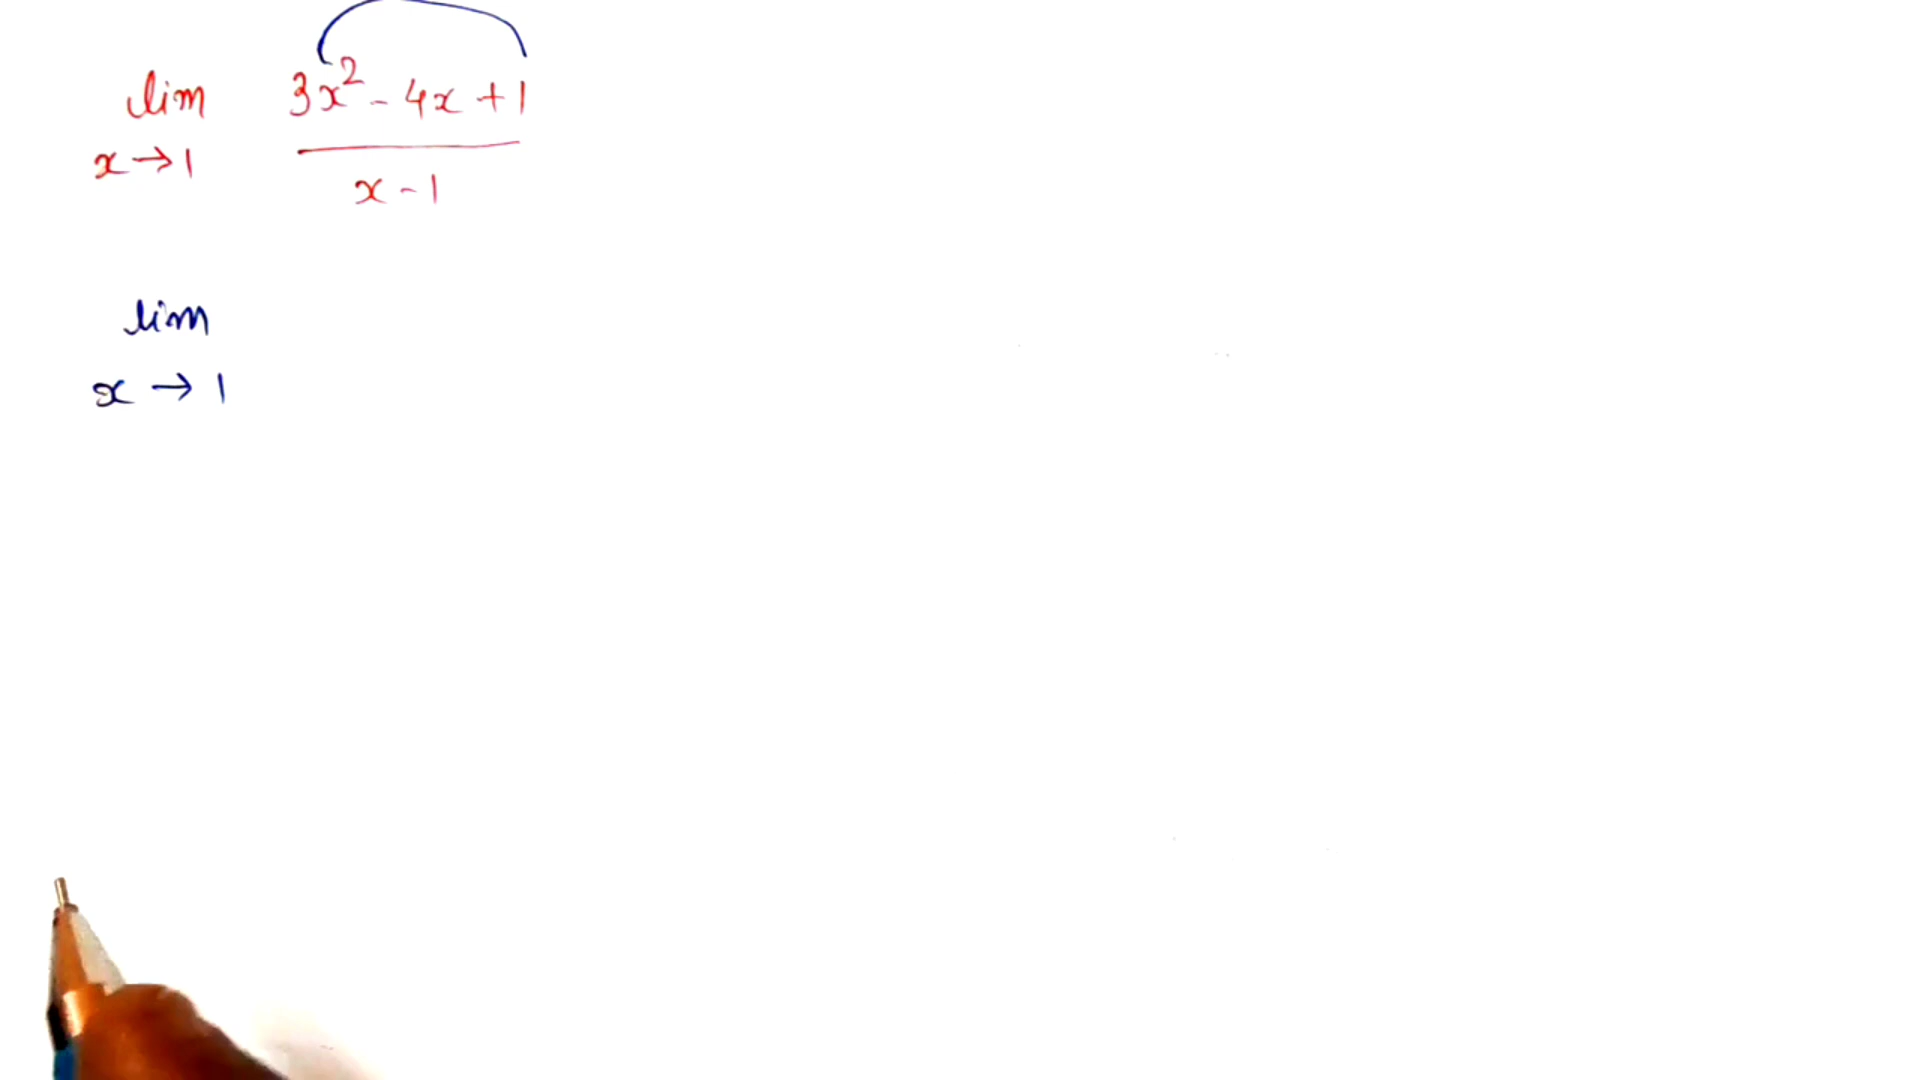 lim 3x² - 4x + 1
x → 1 x - 1
lim
x → 1